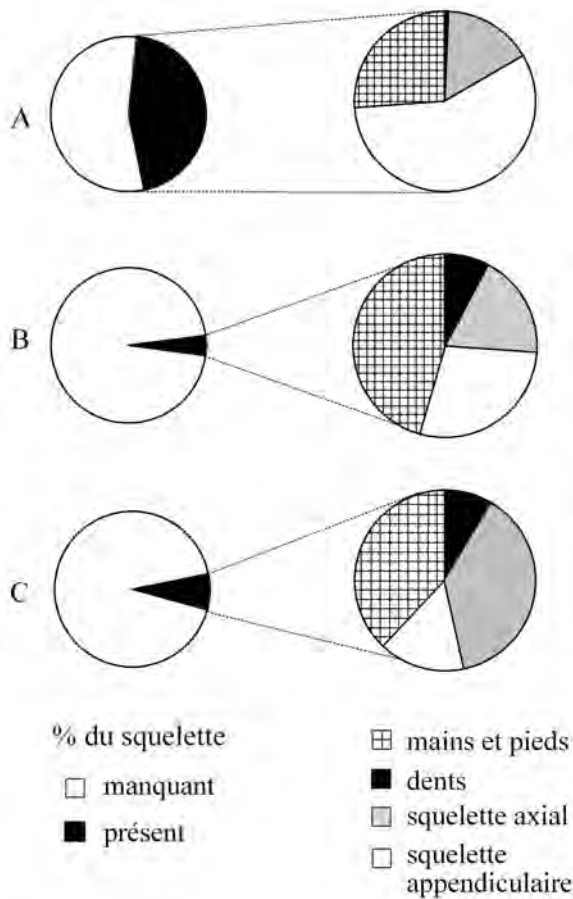 A
B
C
% du squelette
manquant
présent
mains et pieds
dents
squelette axial
squelette
appendiculaire